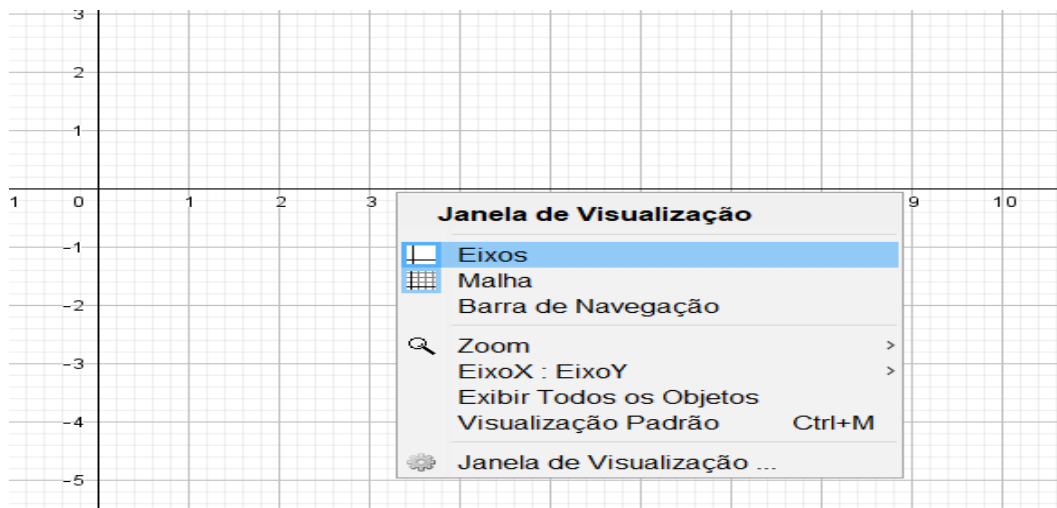 3
2
1
1 0 1 2 3 9 10
Janela de Visualização
-1
Eixos
Malha
-2
Barra de Navegação
Zoom >
-3
EixoX : EixoY >
Exibir Todos os Objetos
-4
Visualização Padrão Ctrl+M
Janela de Visualização ...
-5